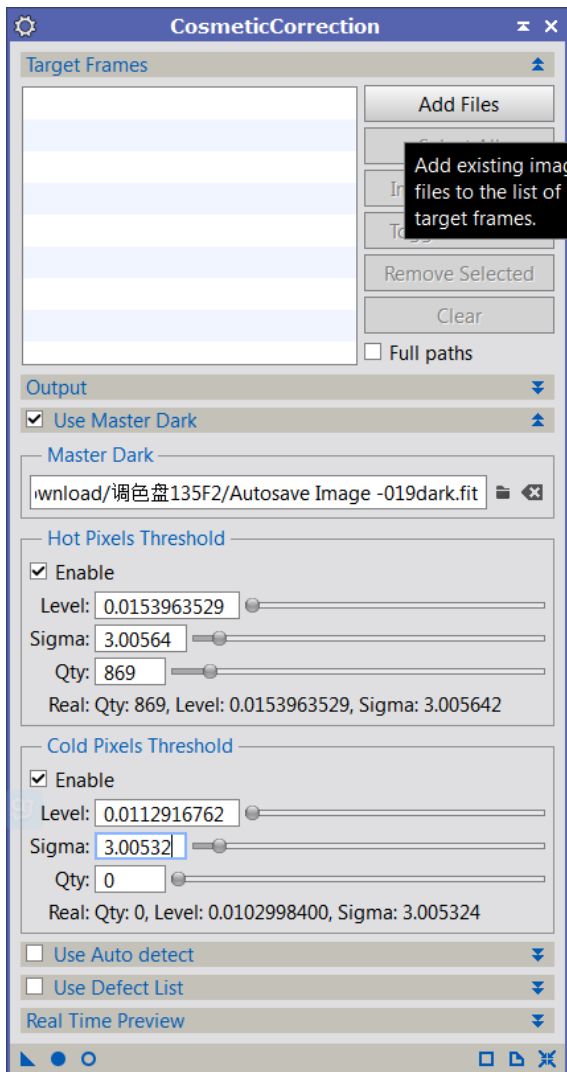 CosmeticCorrection
Target Frames
Add Files
Add existing imag
files to the list of
target frames.
Remove Selected
Clear
Full paths
Output
Use Master Dark
Master Dark
wnload/调色盘135F2/Autosave Image -019dark.fit
Hot Pixels Threshold
Enable
Level: 0.0153963529
Sigma: 3.00564
Qty: 869
Real: Qty: 869, Level: 0.0153963529, Sigma: 3.005642
Cold Pixels Threshold
Enable
Level: 0.0112916762
Sigma: 3.00532
Qty: 0
Real: Qty: 0, Level: 0.0102998400, Sigma: 3.005324
Use Auto detect
Use Defect List
Real Time Preview